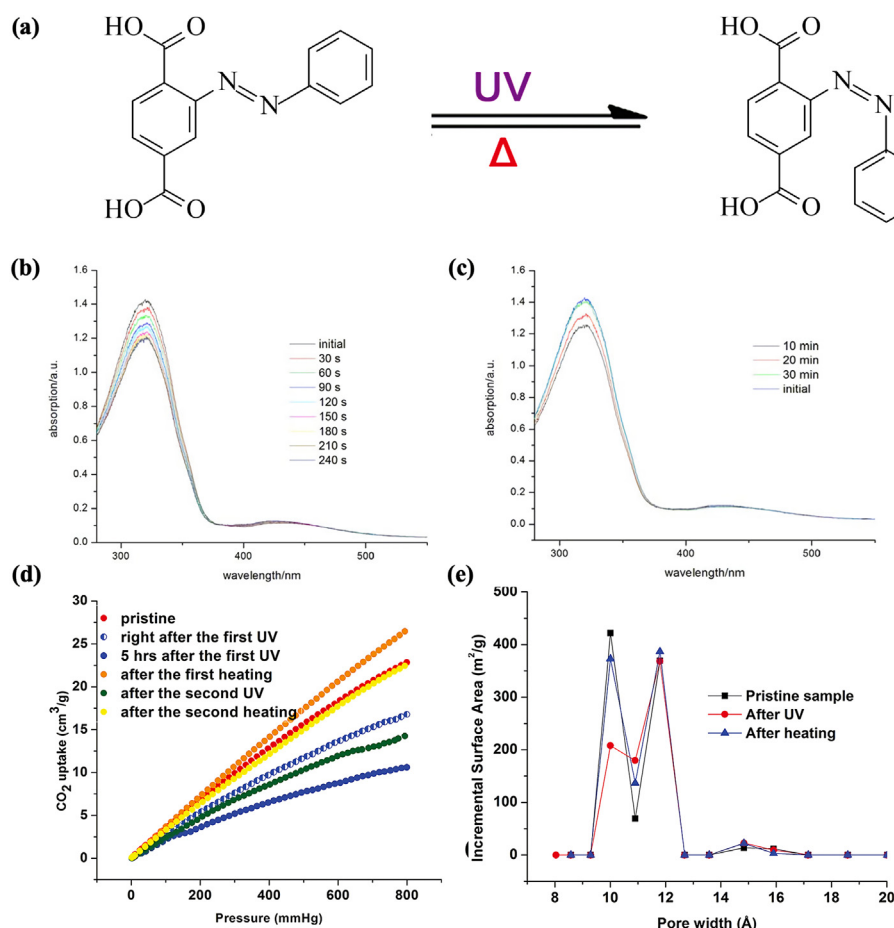 (a)
HO
O
N
N
HO
O
UV
Δ
HO
O
N
N
HO
O
(b)
1.6
1.4
1.2
1.0
0.8
0.6
0.4
0.2
0.0
absorption/a.u.
300
400
500
wavelength/nm
initial
30 s
60 s
90 s
120 s
150 s
180 s
210 s
240 s
(c)
1.6
1.4
1.2
1.0
0.8
0.6
0.4
0.2
0.0
absorption/a.u.
300
400
500
wavelength/nm
10 min
20 min
30 min
initial
(d)
30
25
20
15
10
5
0
CO2 uptake (cm3/g)
0
200
400
600
800
Pressure (mmHg)
pristine
right after the first UV
5 hrs after the first UV
after the first heating
after the second UV
after the second heating
(e)
500
400
300
200
100
0
Incremental Surface Area (m2/g)
8
10
12
14
16
18
20
Pore width (Å)
Pristine sample
After UV
After heating